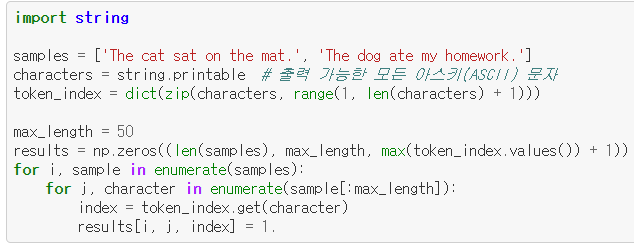 import string

samples = ['The cat sat on the mat.', 'The dog ate my homework.']
characters = string.printable  # 출력 가능한 모든 아스키(ASCII) 문자
token_index = dict(zip(characters, range(1, len(characters) + 1)))

max_length = 50
results = np.zeros((len(samples), max_length, max(token_index.values()) + 1))
for i, sample in enumerate(samples):
    for j, character in enumerate(sample[:max_length]):
        index = token_index.get(character)
        results[i, j, index] = 1.